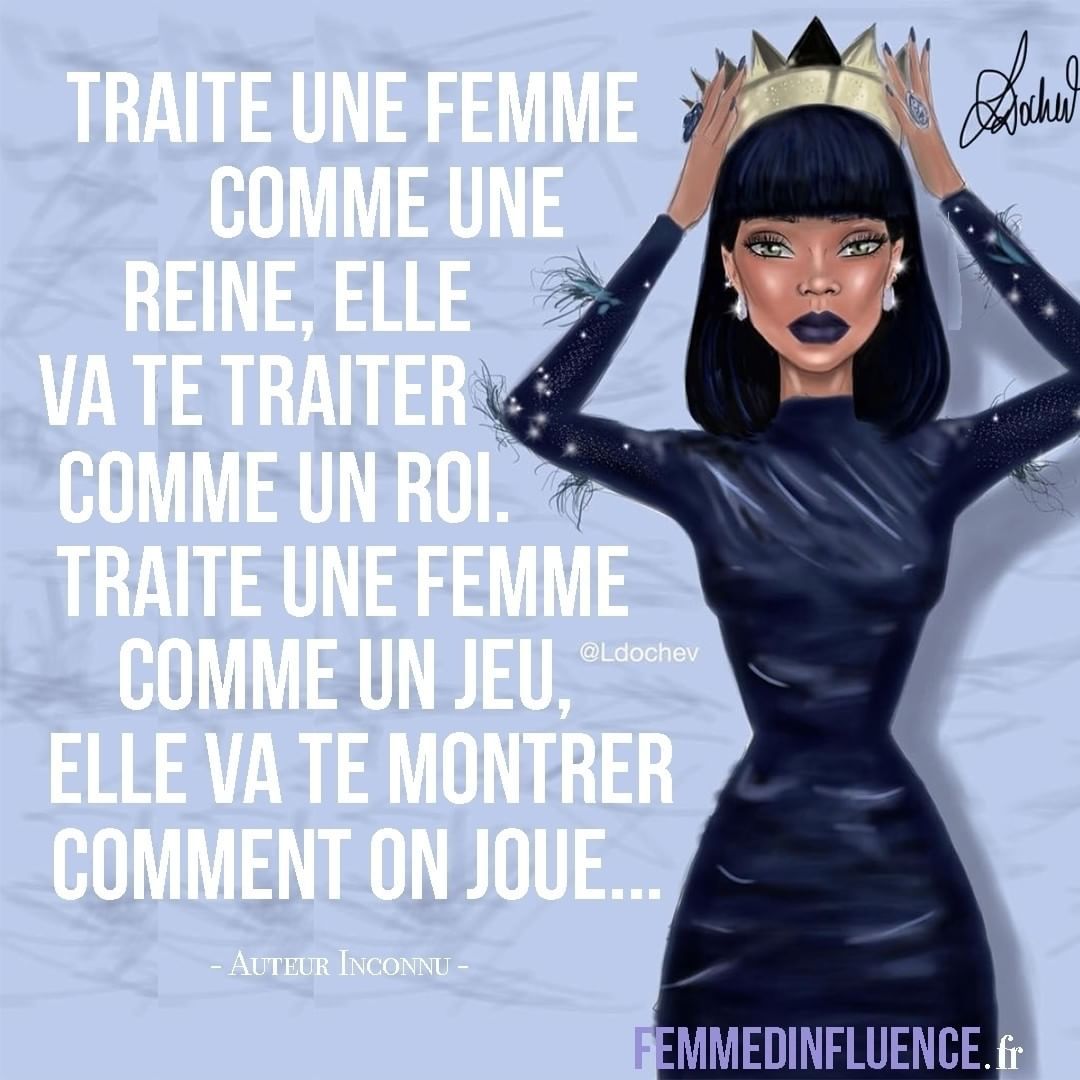 TRAITE UNE FEMME
COMME UNE
REINE, ELLE
VA TE TRAITER
COMME UN ROI.
TRAITE UNE FEMME
COMME UN JEU,
ELLE VA TE MONTRER
COMMENT ON JOUE...
- AUTEUR INCONNU -
@Ldochev
FEMMEDINFLUENCE.fr